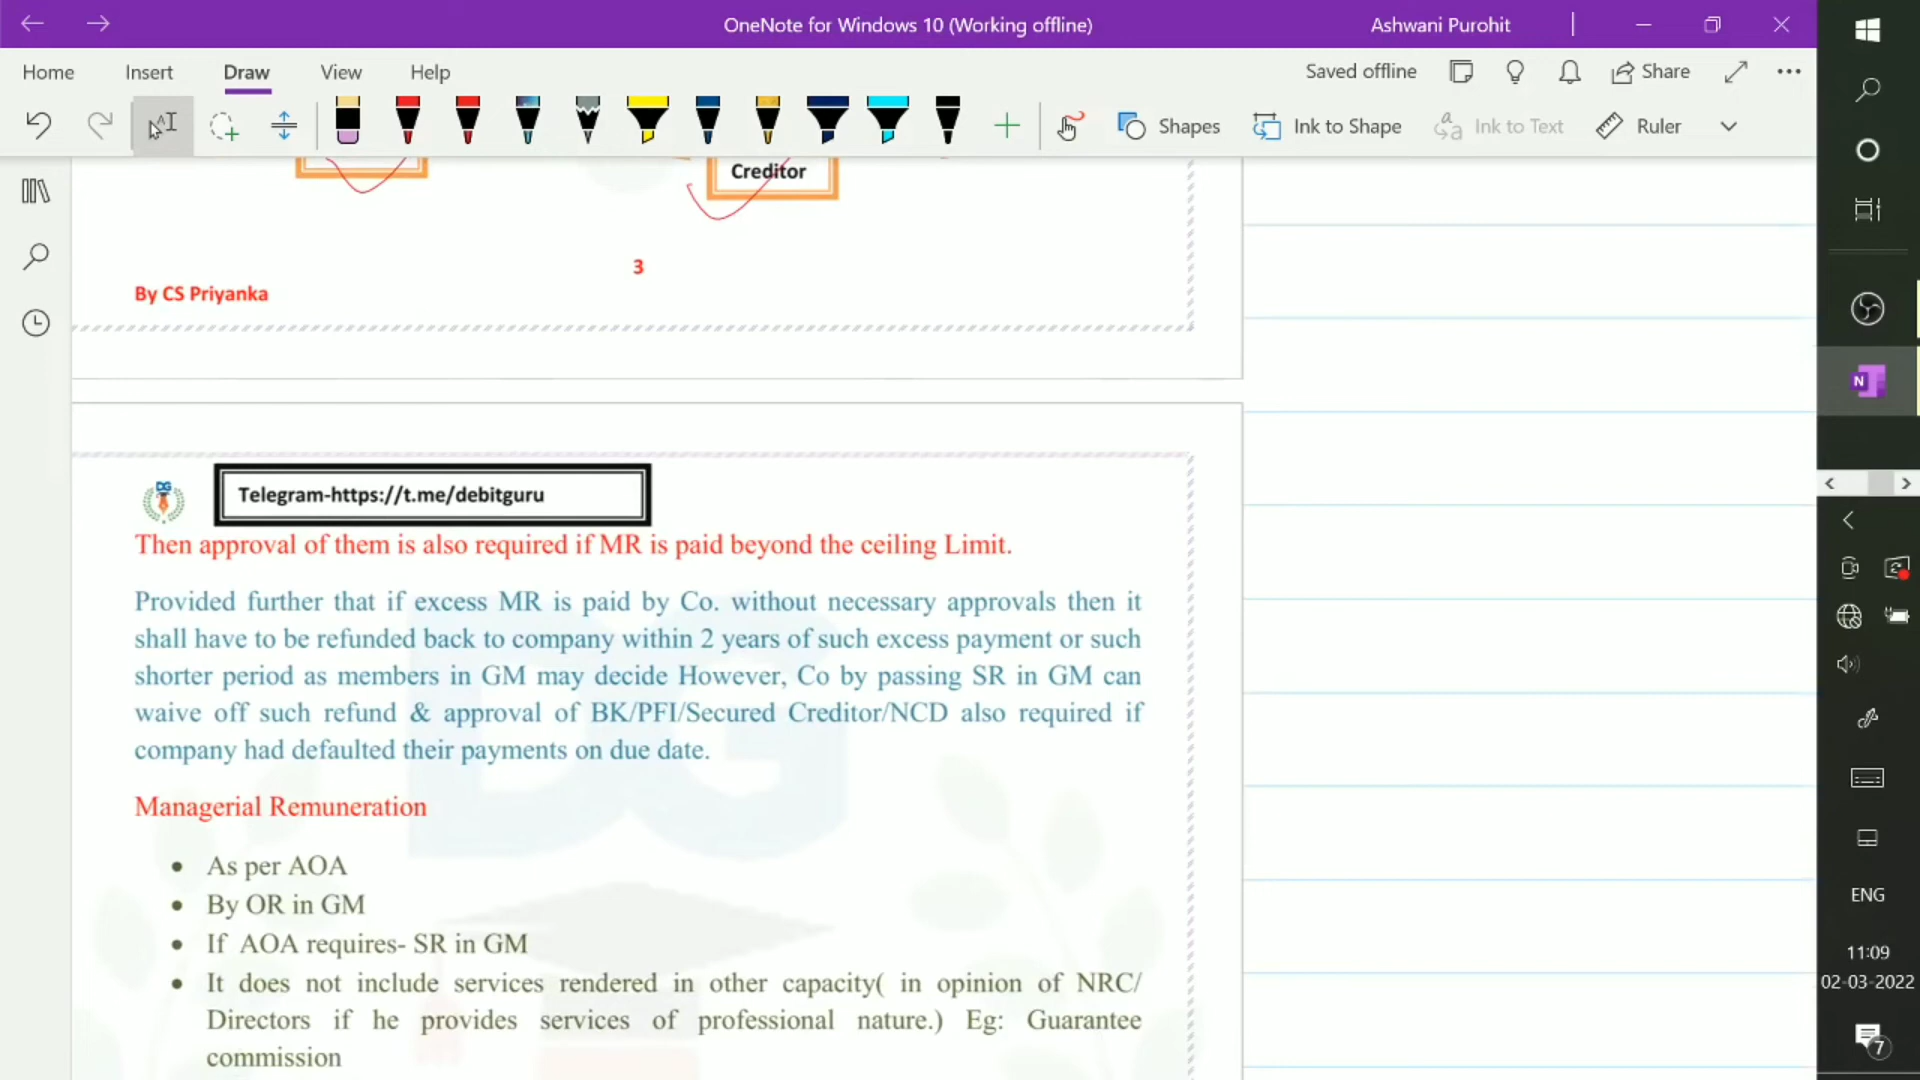 OneNote for Windows 10 (Working offline)
Ashwani Purohit
Home Insert Draw View Help
Saved offline Share
Shapes Ink to Shape Ink to Text Ruler
Creditor
3
By CS Priyanka
DG
Telegram-https://t.me/debitguru
Then approval of them is also required if MR is paid beyond the ceiling Limit.
Provided further that if excess MR is paid by Co. without necessary approvals then it
shall have to be refunded back to company within 2 years of such excess payment or such
shorter period as members in GM may decide However, Co by passing SR in GM can
waive off such refund & approval of BK/PFI/Secured Creditor/NCD also required if
company had defaulted their payments on due date.
Managerial Remuneration
• As per AOA
• By OR in GM
• If AOA requires- SR in GM
• It does not include services rendered in other capacity( in opinion of NRC/
Directors if he provides services of professional nature.) Eg: Guarantee
commission
DG
N
ENG
11:09
02-03-2022
7